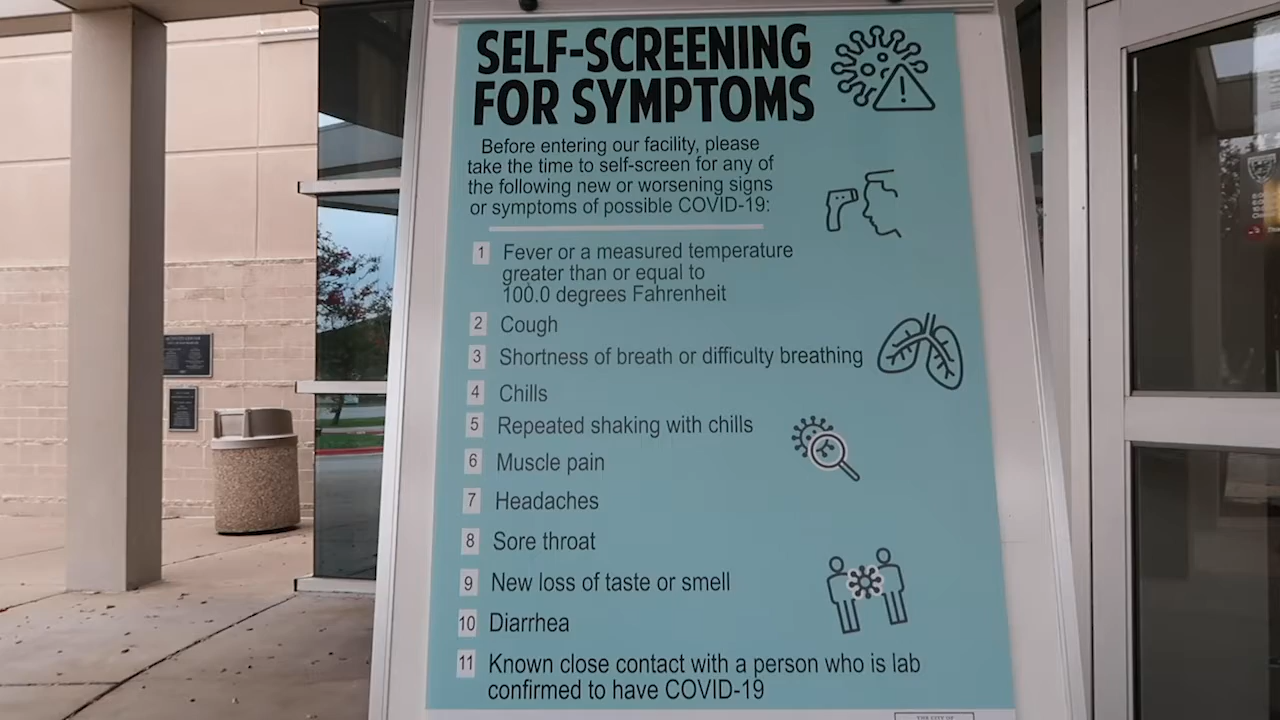 SELF-SCREENING
FOR SYMPTOMS
Before entering our facility, please
take the time to self-screen for any of
the following new or worsening signs
or symptoms of possible COVID-19:
1 Fever or a measured temperature
greater than or equal to
100.0 degrees Fahrenheit
2 Cough
3 Shortness of breath or difficulty breathing
4 Chills
5 Repeated shaking with chills
6 Muscle pain
7 Headaches
8 Sore throat
9 New loss of taste or smell
10 Diarrhea
11 Known close contact with a person who is lab
confirmed to have COVID-19
THE CITY OF